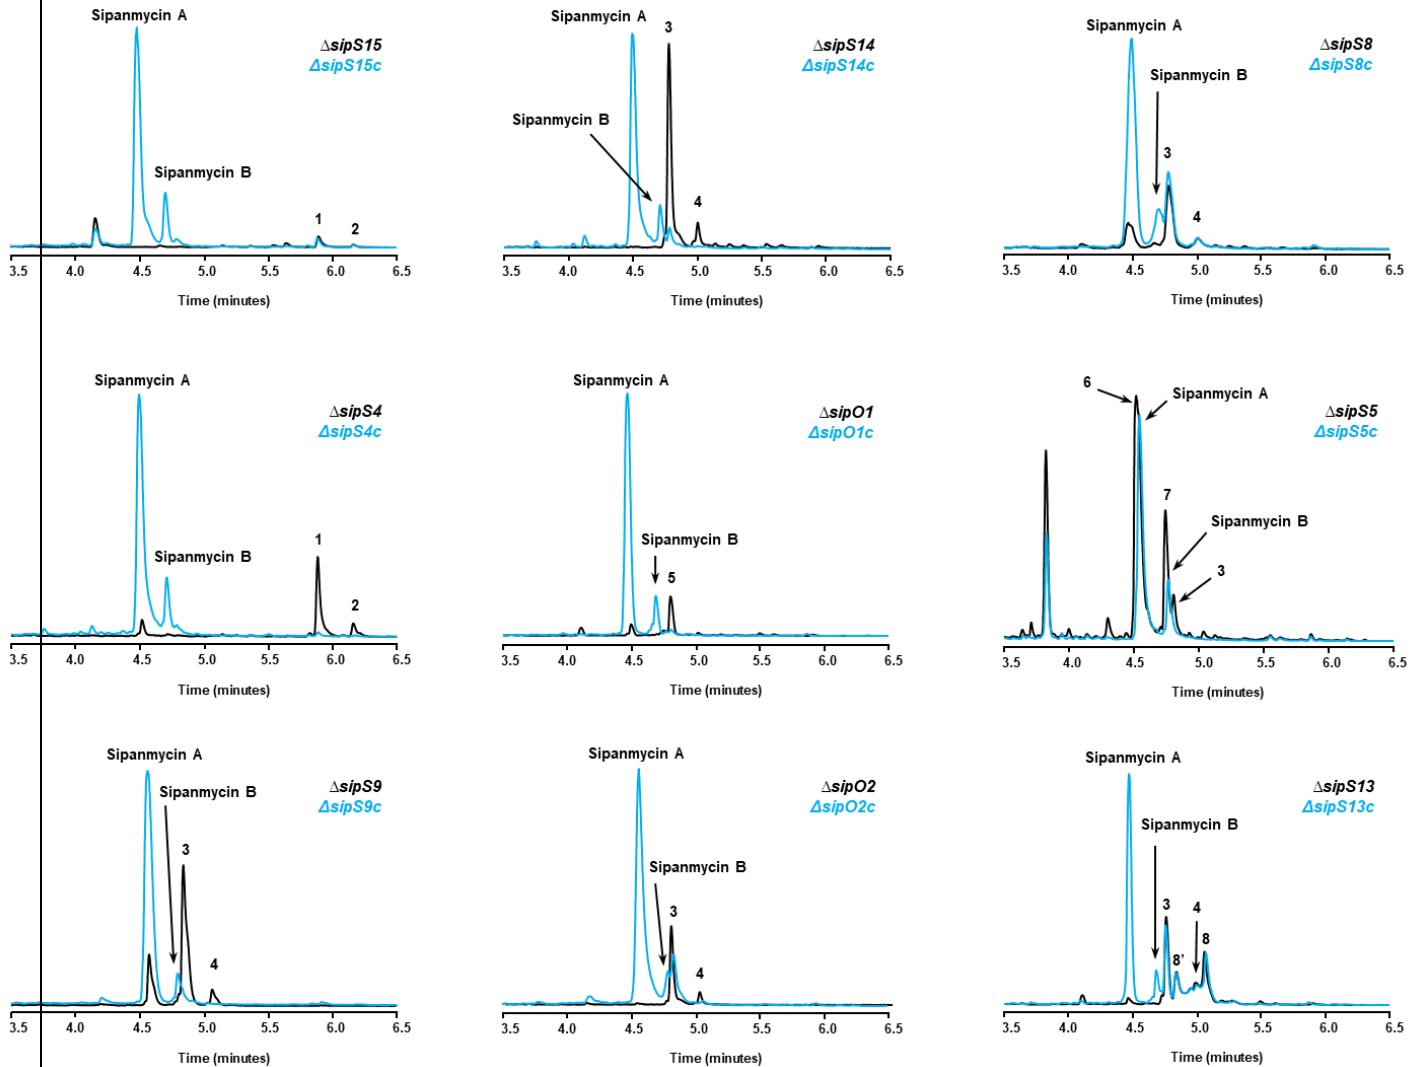 Sipanmycin A
ΔsipS15
ΔsipS15c
Sipanmycin B
1
2
3.5 4.0 4.5 5.0 5.5 6.0 6.5
Time (minutes)
Sipanmycin A
3
ΔsipS14
ΔsipS14c
Sipanmycin B
4
3.5 4.0 4.5 5.0 5.5 6.0 6.5
Time (minutes)
Sipanmycin A
ΔsipS8
ΔsipS8c
Sipanmycin B
3
4
3.5 4.0 4.5 5.0 5.5 6.0 6.5
Time (minutes)
Sipanmycin A
ΔsipS4
ΔsipS4c
1
Sipanmycin B
2
3.5 4.0 4.5 5.0 5.5 6.0 6.5
Time (minutes)
Sipanmycin A
ΔsipO1
ΔsipO1c
Sipanmycin B
5
3.5 4.0 4.5 5.0 5.5 6.0 6.5
Time (minutes)
6
Sipanmycin A
ΔsipS5
ΔsipS5c
7
Sipanmycin B
3
3.5 4.0 4.5 5.0 5.5 6.0 6.5
Time (minutes)
Sipanmycin A
ΔsipS9
ΔsipS9c
Sipanmycin B
3
4
3.5 4.0 4.5 5.0 5.5 6.0 6.5
Time (minutes)
Sipanmycin A
ΔsipO2
ΔsipO2c
Sipanmycin B
3
4
3.5 4.0 4.5 5.0 5.5 6.0 6.5
Time (minutes)
Sipanmycin A
ΔsipS13
ΔsipS13c
Sipanmycin B
3
4
8'
8
3.5 4.0 4.5 5.0 5.5 6.0 6.5
Time (minutes)